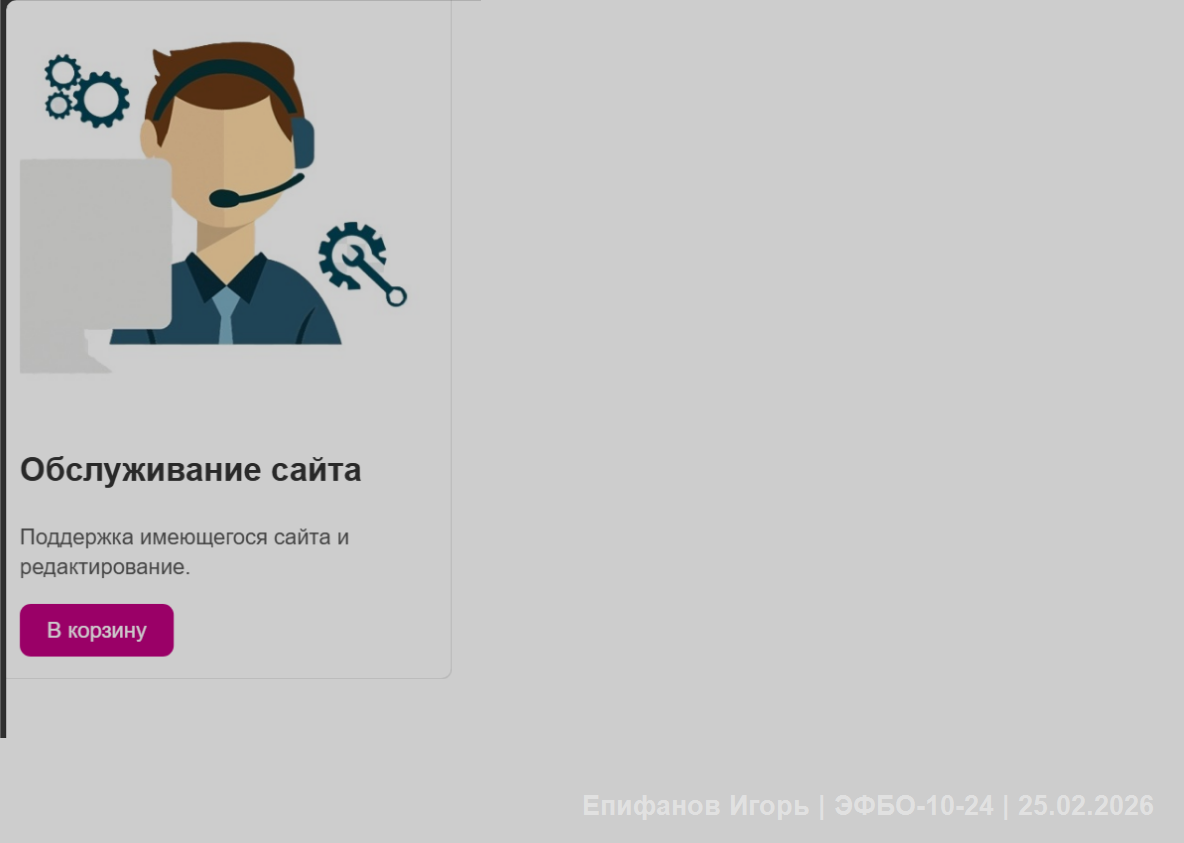 Обслуживание сайта
Поддержка имеющегося сайта и
редактирование.
В корзину
Епифанов Игорь | ЭФБО-10-24 | 25.02.2026